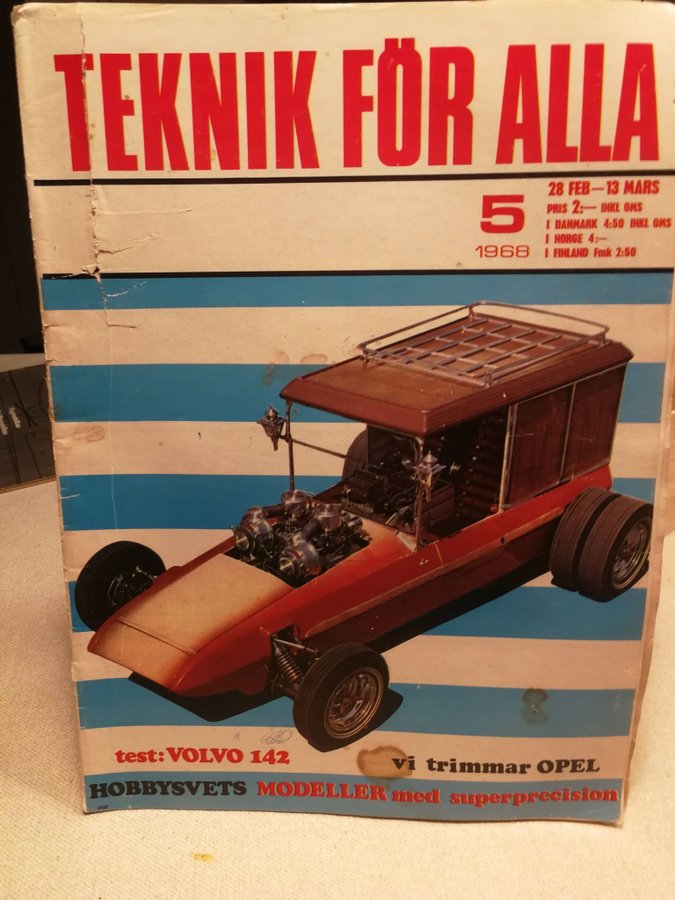 TEKNIK FÖR ALLA
5
1968
28 FEB—13 MARS
PRIS 2:— INKL OMS
I DANMARK 4:50 INKL OMS
I NORGE 4:—
I FINLAND Fmk 2:50
test: VOLVO 142
vi trimmar OPEL
HOBBYSVETS MODELLER med superprecision